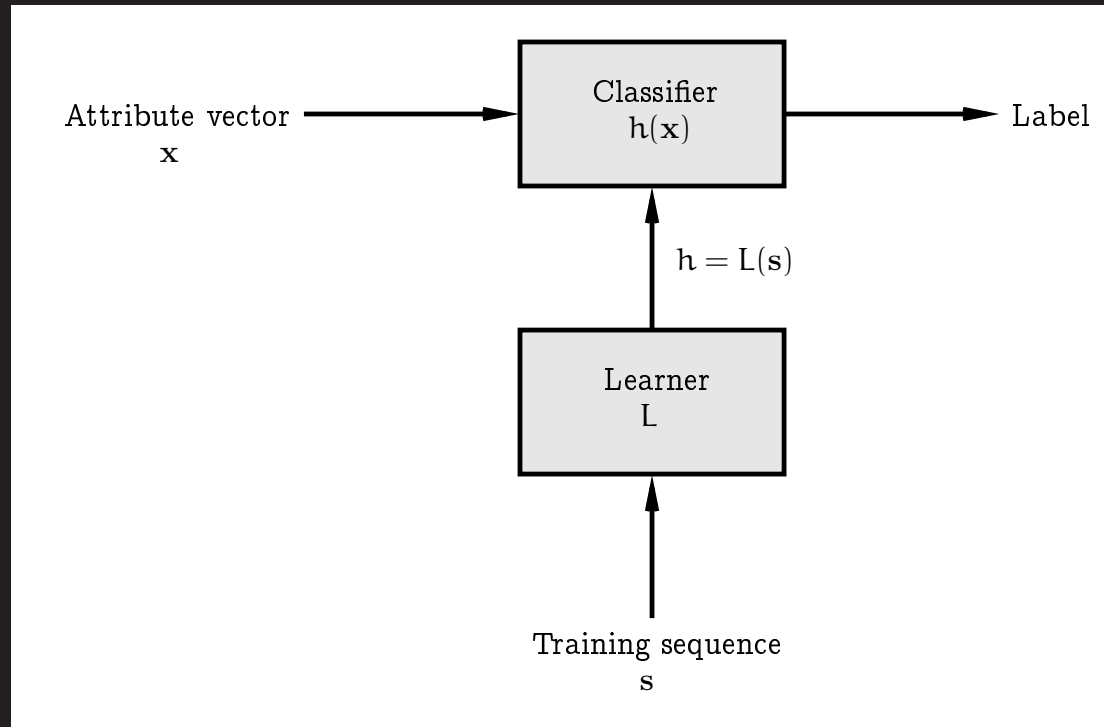 Classifier
h(x)
Attribute vector
x
Label
h = L(s)
Learner
L
Training sequence
s